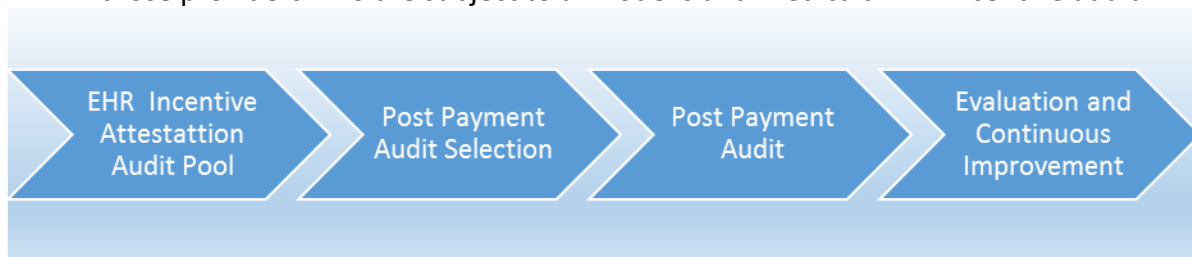 EHR Incentive
Attestattion
Audit Pool
Post Payment
Audit Selection
Post Payment
Audit
Evaluation and
Continuous
Improvement